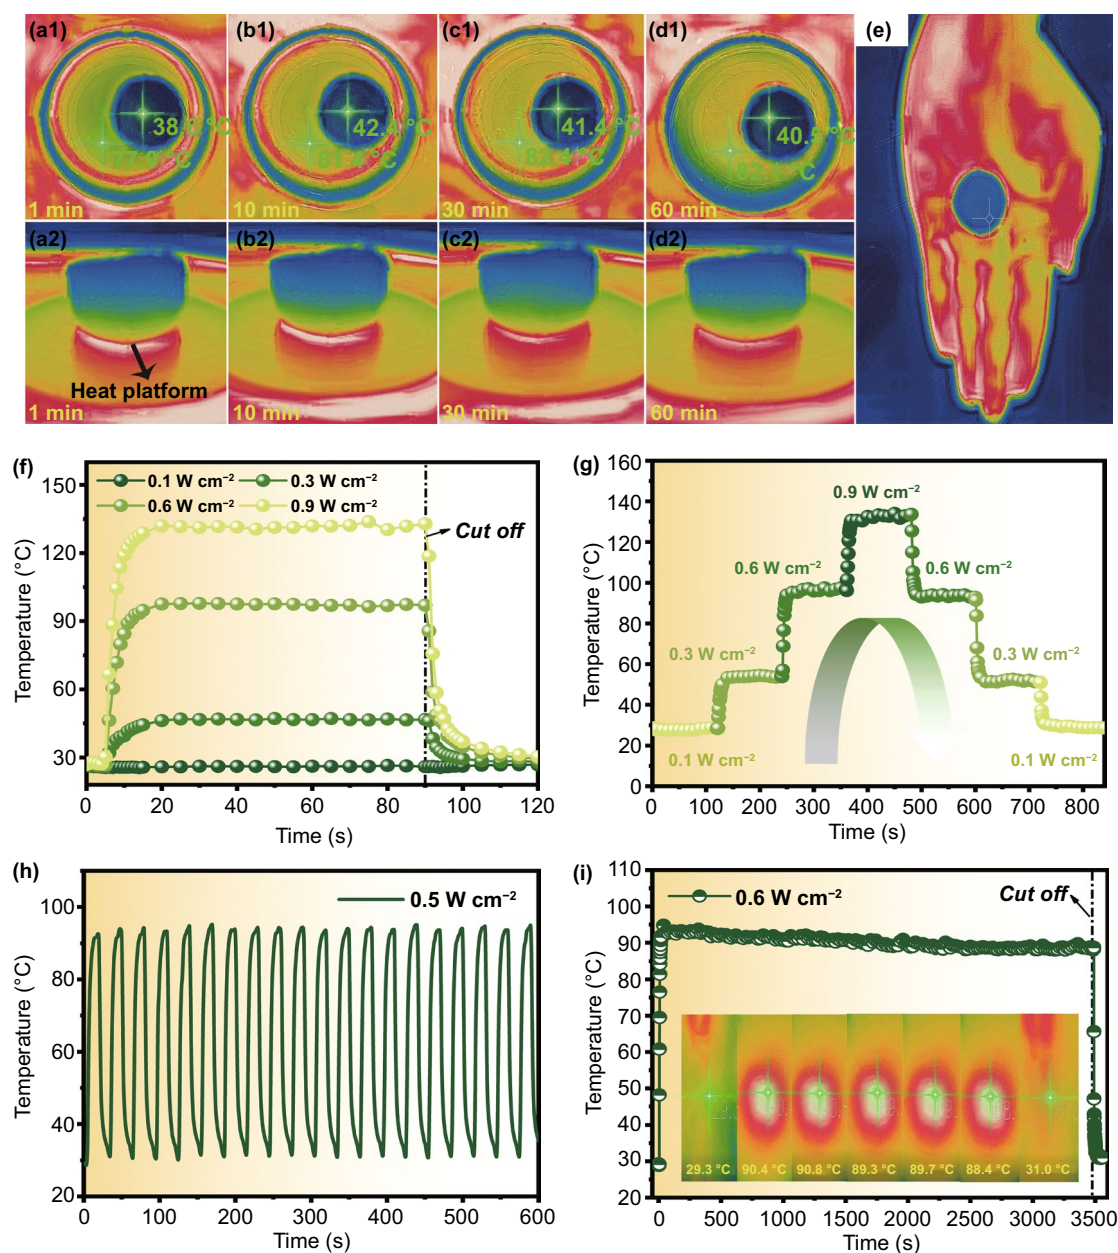 (a1)
38.6 °C
77.9 °C
1 min
(b1)
42.4 °C
81.4 °C
10 min
(c1)
41.4 °C
82.4 °C
30 min
(d1)
40.5 °C
82.1 °C
60 min
(e)
(a2)
Heat platform
1 min
(b2)
10 min
(c2)
30 min
(d2)
60 min
(f)
0.1 W cm⁻² 0.3 W cm⁻²
0.6 W cm⁻² 0.9 W cm⁻²
Cut off
Temperature (°C)
150
120
90
60
30
0 20 40 60 80 100 120
Time (s)
(g)
0.9 W cm⁻²
0.6 W cm⁻² 0.6 W cm⁻²
0.3 W cm⁻² 0.3 W cm⁻²
0.1 W cm⁻² 0.1 W cm⁻²
Temperature (°C)
160
140
120
100
80
60
40
20
0
0 100 200 300 400 500 600 700 800
Time (s)
(h)
0.5 W cm⁻²
Temperature (°C)
100
80
60
40
20
0 100 200 300 400 500 600
Time (s)
(i)
0.6 W cm⁻²
Cut off
Temperature (°C)
110
100
90
80
70
60
50
40
30
20
29.3 °C 90.4 °C 90.8 °C 89.3 °C 89.7 °C 88.4 °C 31.0 °C
0 500 1000 1500 2000 2500 3000 3500
Time (s)